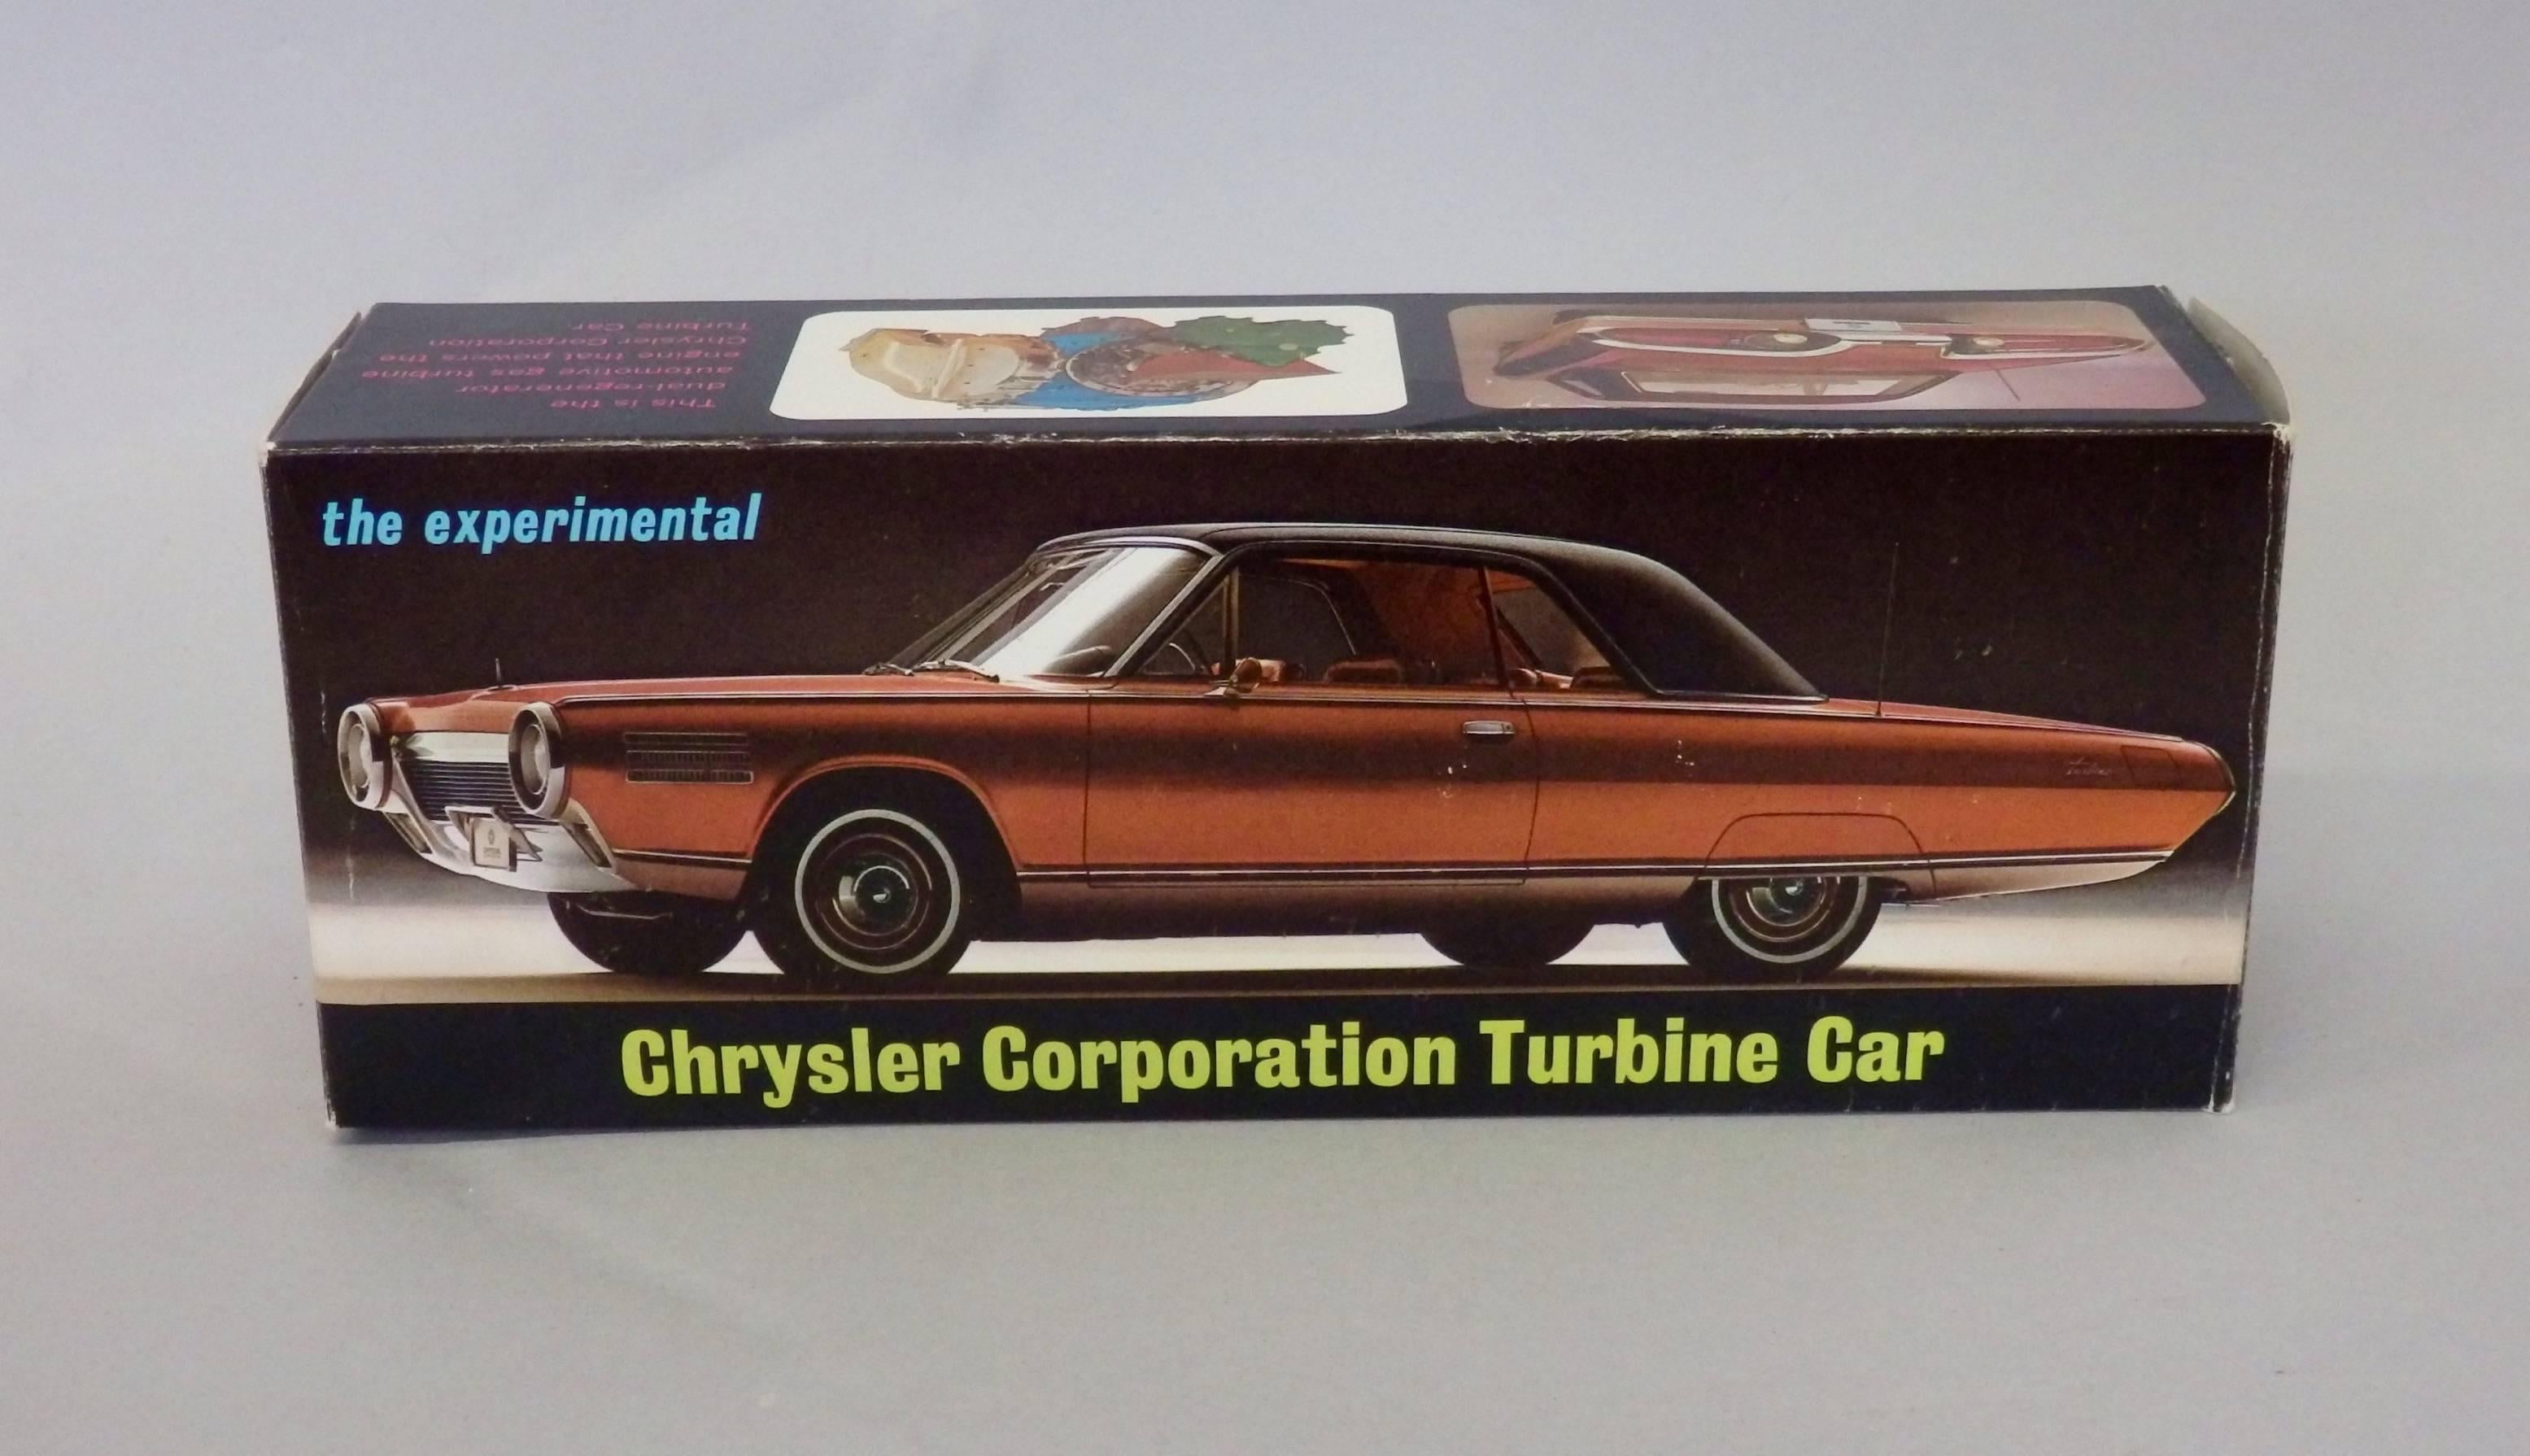 This is the
dual-regenerator
automotive gas turbine
engine that powers the
Chrysler Corporation
Turbine Car.
the experimental
Turbine
Chrysler Corporation Turbine Car